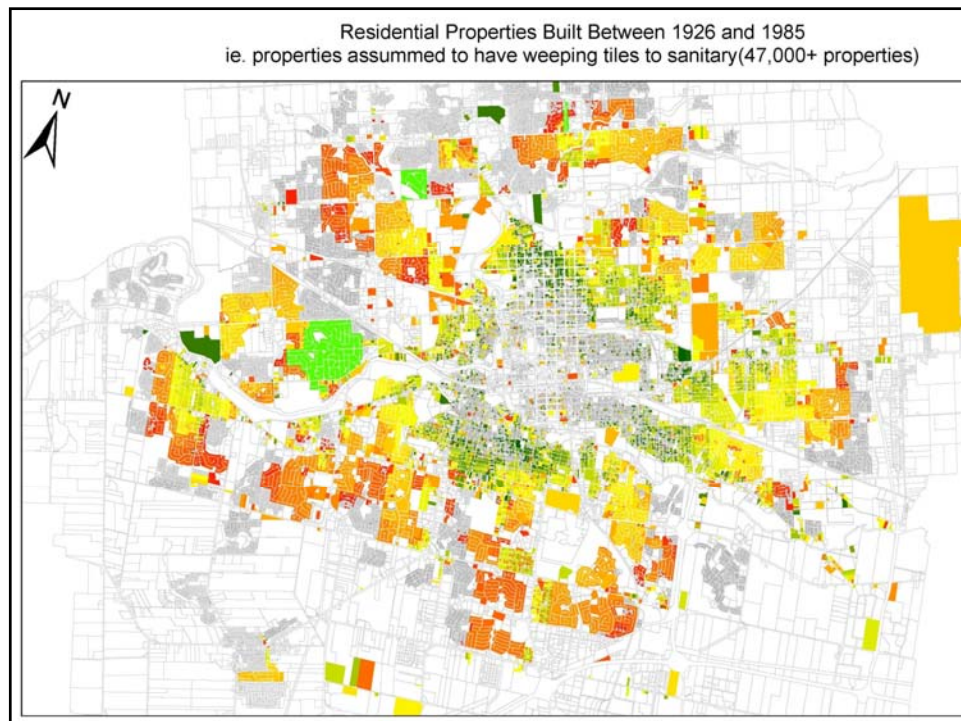 Residential Properties Built Between 1926 and 1985
ie. properties assummed to have weeping tiles to sanitary(47,000+ properties)
N